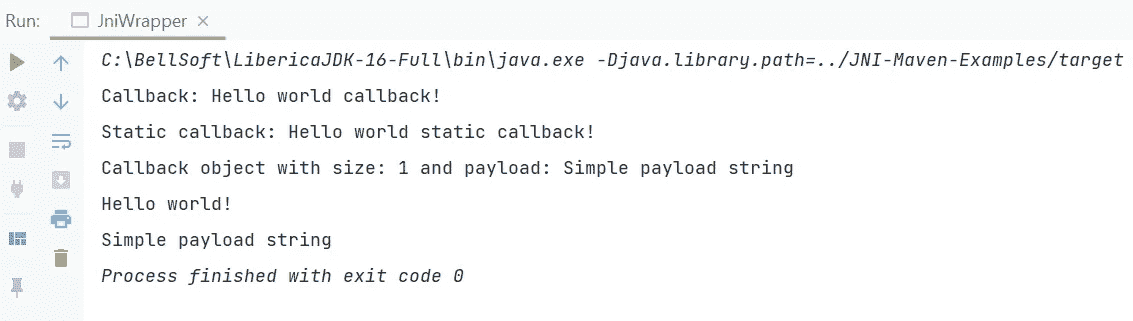 Run: JniWrapper ×
C:\BellSoft\LibericaJDK-16-Full\bin\java.exe -Djava.library.path=../JNI-Maven-Examples/target
Callback: Hello world callback!
Static callback: Hello world static callback!
Callback object with size: 1 and payload: Simple payload string
Hello world!
Simple payload string
Process finished with exit code 0